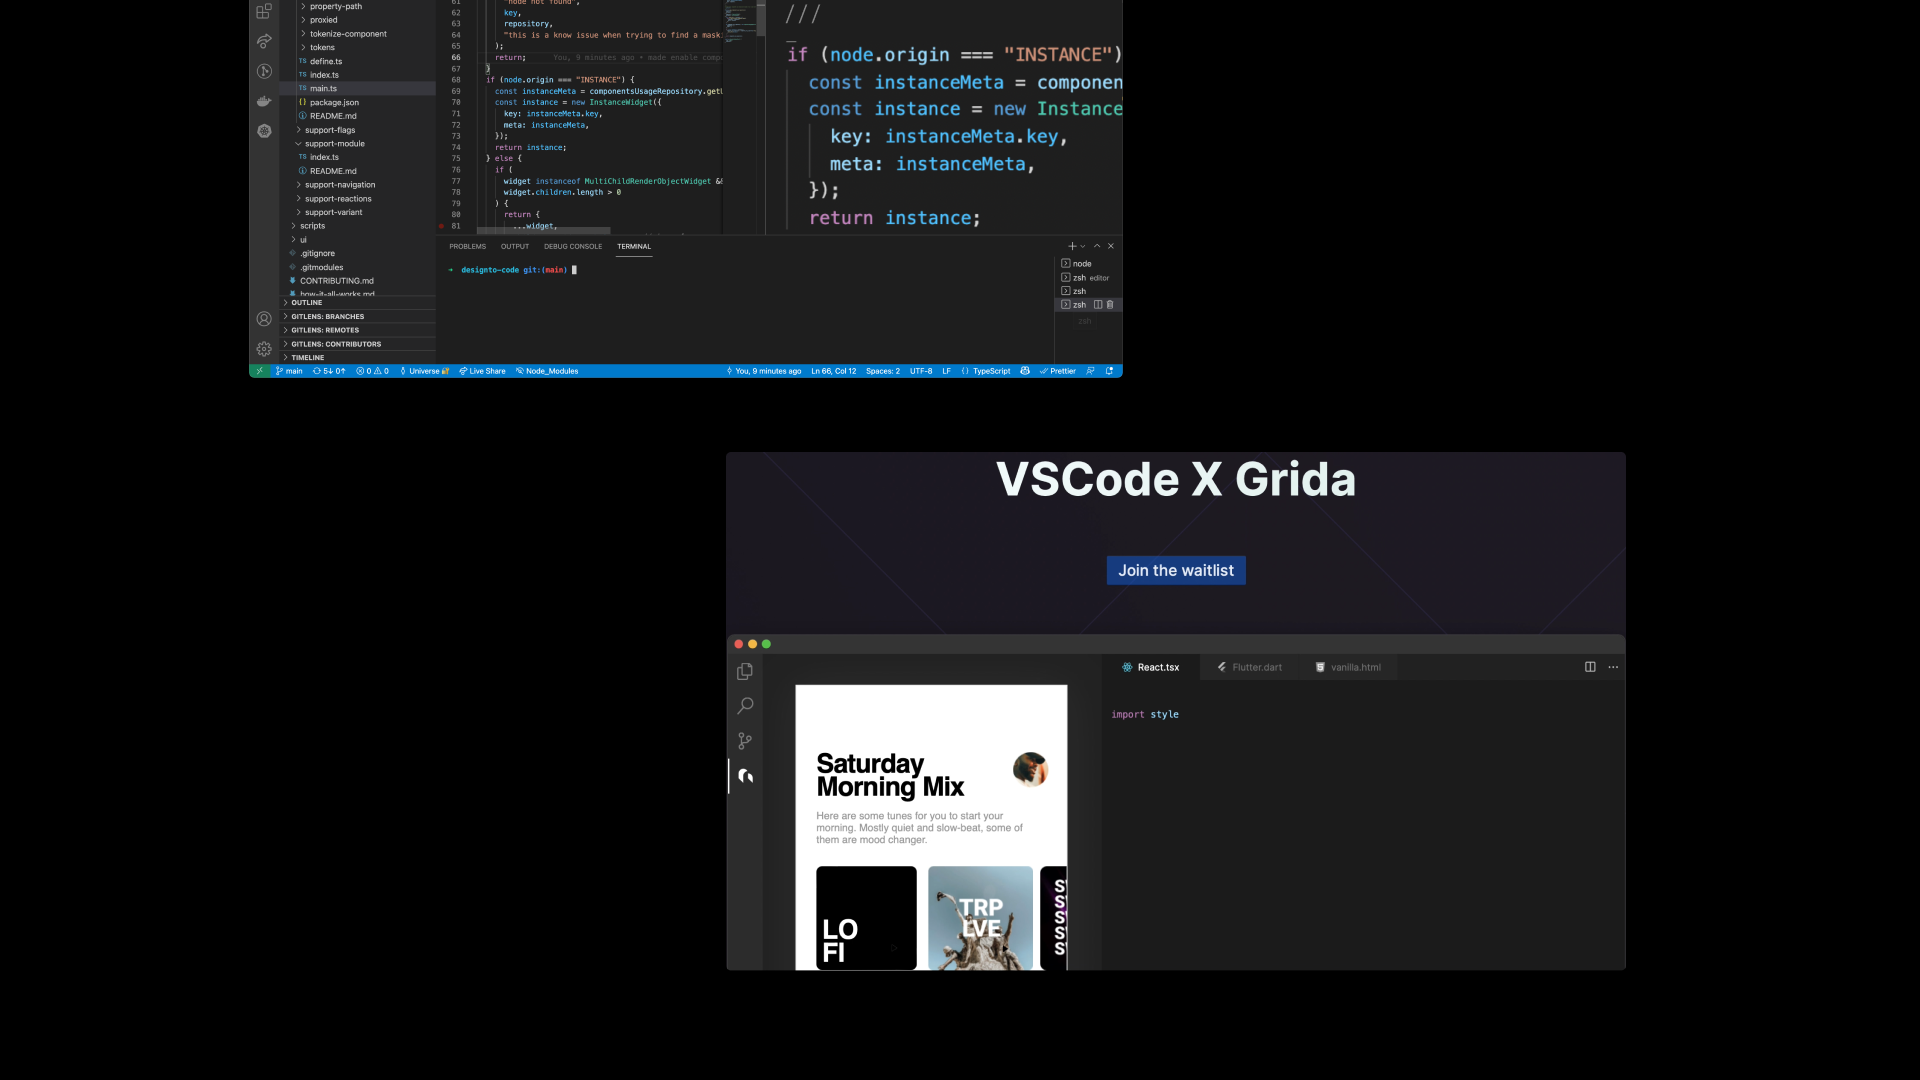 property-path
proxied
tokenize-component
tokens
TS define.ts
TS index.ts
TS main.ts
{} package.json
README.md
support-flags
support-module
TS index.ts
README.md
support-navigation
support-reactions
support-variant
scripts
ui
.gitignore
.gitmodules
CONTRIBUTING.md
how-it-all-works.md
OUTLINE
GITLENS: BRANCHES
GITLENS: REMOTES
GITLENS: CONTRIBUTORS
TIMELINE
61 "node not found",
62 key,
63 repository,
64 "this is a know issue when trying to find a mask
65 );
66 return; You, 9 minutes ago • made enable comp
67 }
68 if (node.origin === "INSTANCE") {
69 const instanceMeta = componentsUsageRepository.getU
70 const instance = new InstanceWidget({
71 key: instanceMeta.key,
72 meta: instanceMeta,
73 });
74 return instance;
75 } else {
76 if (
77 widget instanceof MultiChildRenderObjectWidget &&
78 widget.children.length > 0
79 ) {
80 return {
81 ...widget,
///
if (node.origin === "INSTANCE")
const instanceMeta = componen
const instance = new Instance
key: instanceMeta.key,
meta: instanceMeta,
});
return instance;
PROBLEMS OUTPUT DEBUG CONSOLE TERMINAL
→ designto-code git:(main)
node
zsh editor
zsh
zsh
zsh
main 5↓ 0↑ 0 0 Universe Live Share Node_Modules You, 9 minutes ago Ln 66, Col 12 Spaces: 2 UTF-8 LF {} TypeScript Prettier
VSCode X Grida
Join the waitlist
React.tsx Flutter.dart vanilla.html
import style
Saturday
Morning Mix
Here are some tunes for you to start your
morning. Mostly quiet and slow-beat, some of
them are mood changer.
LO
FI
TRP
LVE